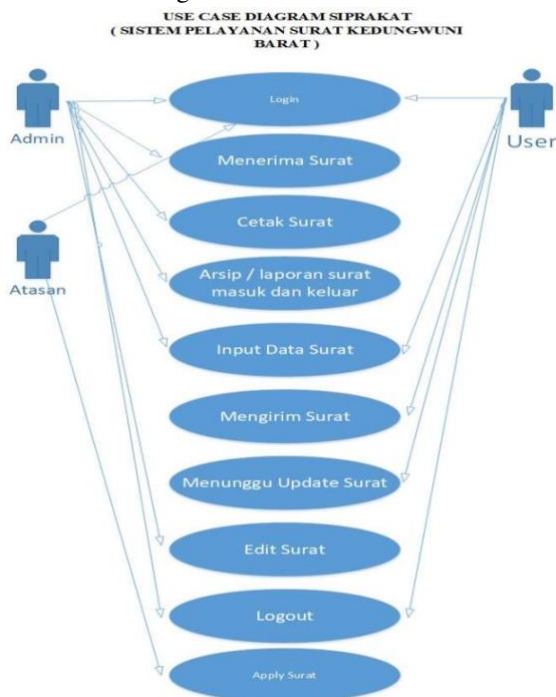 USE CASE DIAGRAM SIPRAKAT
( SISTEM PELAYANAN SURAT KEDUNGWUNI
BARAT )
Login
Admin
User
Menerima Surat
Cetak Surat
Atasan
Arsip / laporan surat
masuk dan keluar
Input Data Surat
Mengirim Surat
Menunggu Update Surat
Edit Surat
Logout
Apply Surat